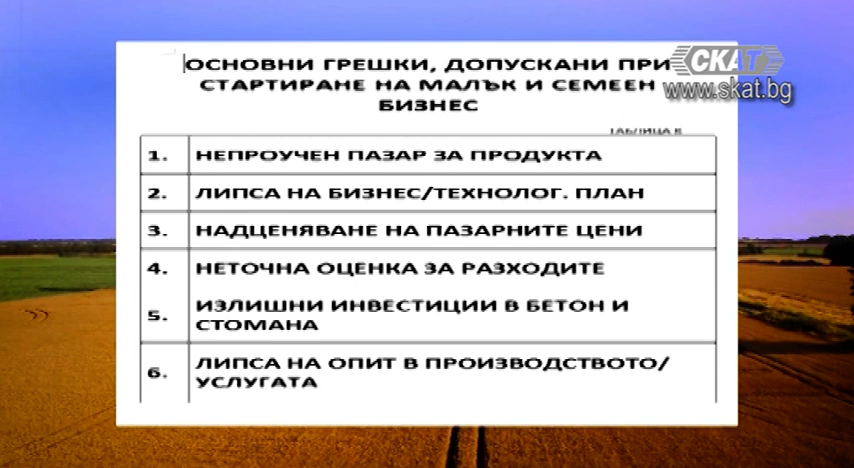 ОСНОВНИ ГРЕШКИ, ДОПУСКАНИ ПРИ
СТАРТИРАНЕ НА МАЛЪК И СЕМЕЕН
БИЗНЕС
СКАТ
www.skat.bg
ТАБЛИЦА 8
1. НЕПРОУЧЕН ПАЗАР ЗА ПРОДУКТА
2. ЛИПСА НА БИЗНЕС/ТЕХНОЛОГ. ПЛАН
3. НАДЦЕНЯВАНЕ НА ПАЗАРНИТЕ ЦЕНИ
4. НЕТОЧНА ОЦЕНКА ЗА РАЗХОДИТЕ
5. ИЗЛИШНИ ИНВЕСТИЦИИ В БЕТОН И
СТОМАНА
6. ЛИПСА НА ОПИТ В ПРОИЗВОДСТВОТО/
УСЛУГАТА